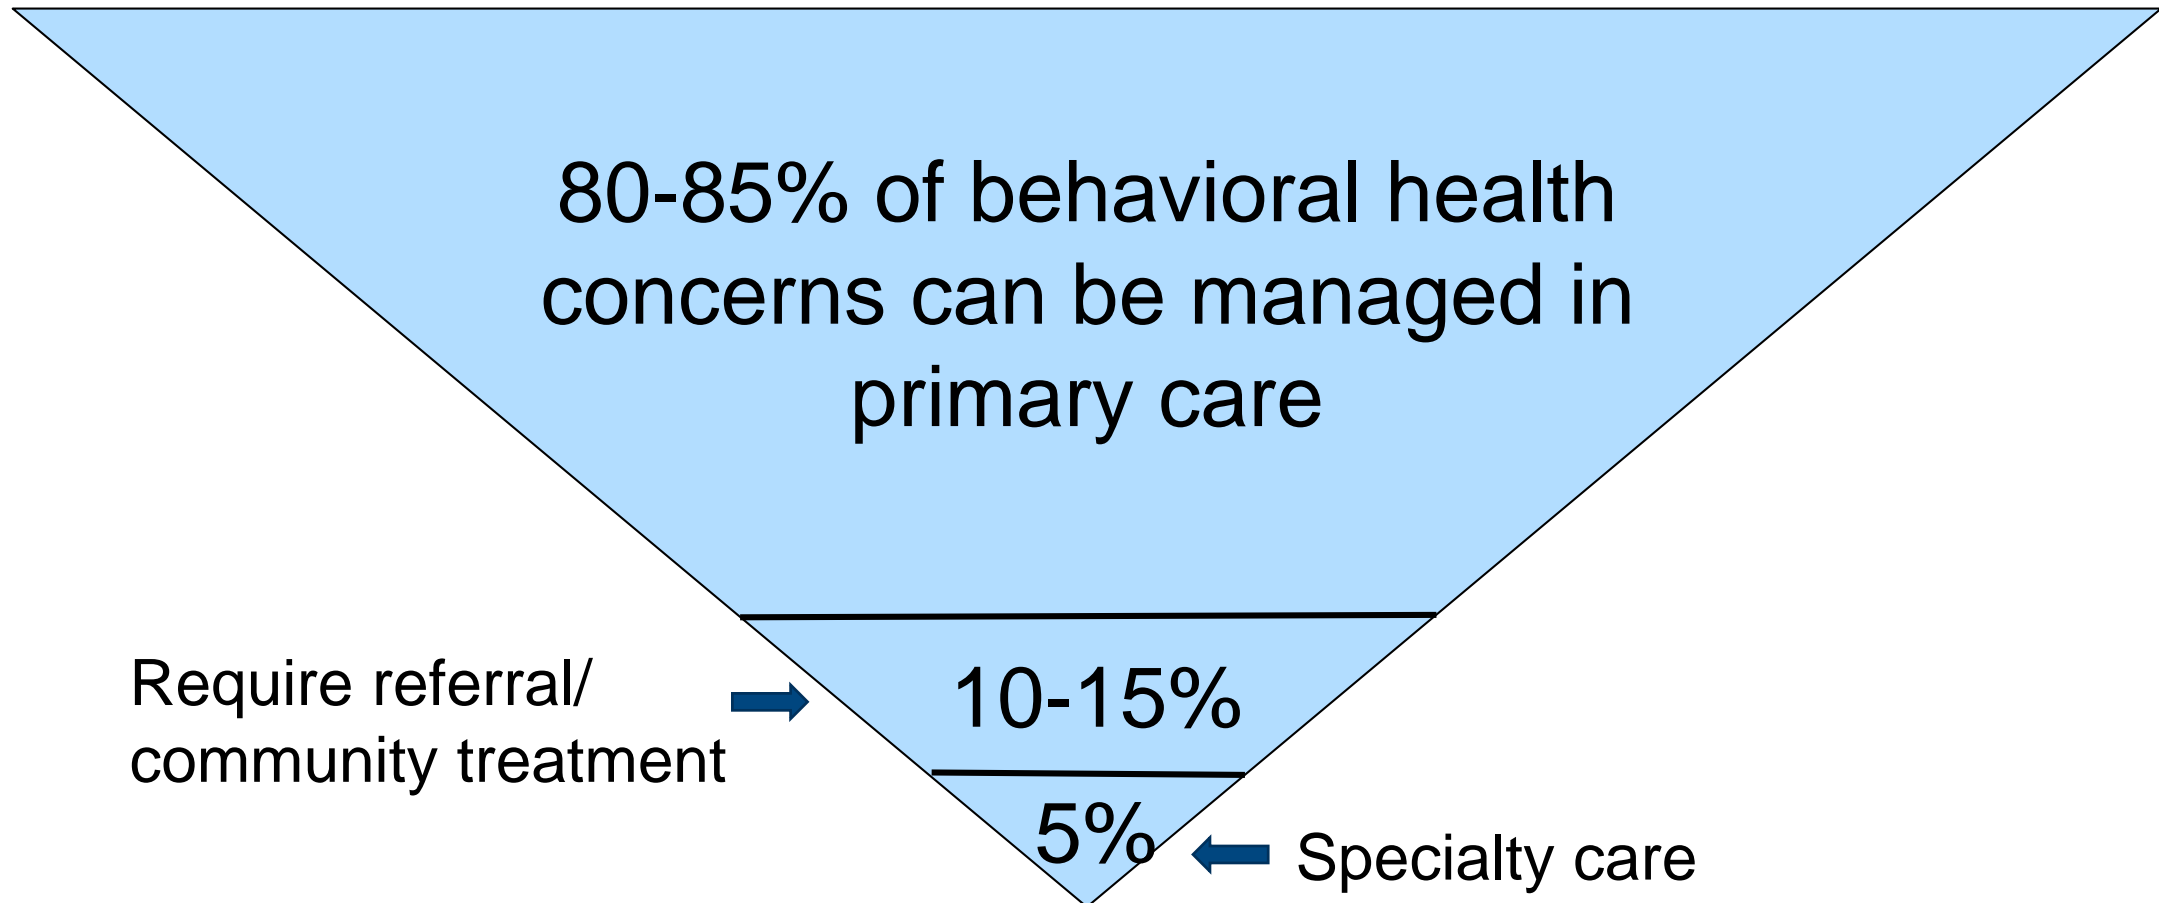 80-85% of behavioral health
concerns can be managed in
primary care
Require referral/
community treatment
10-15%
5%
Specialty care